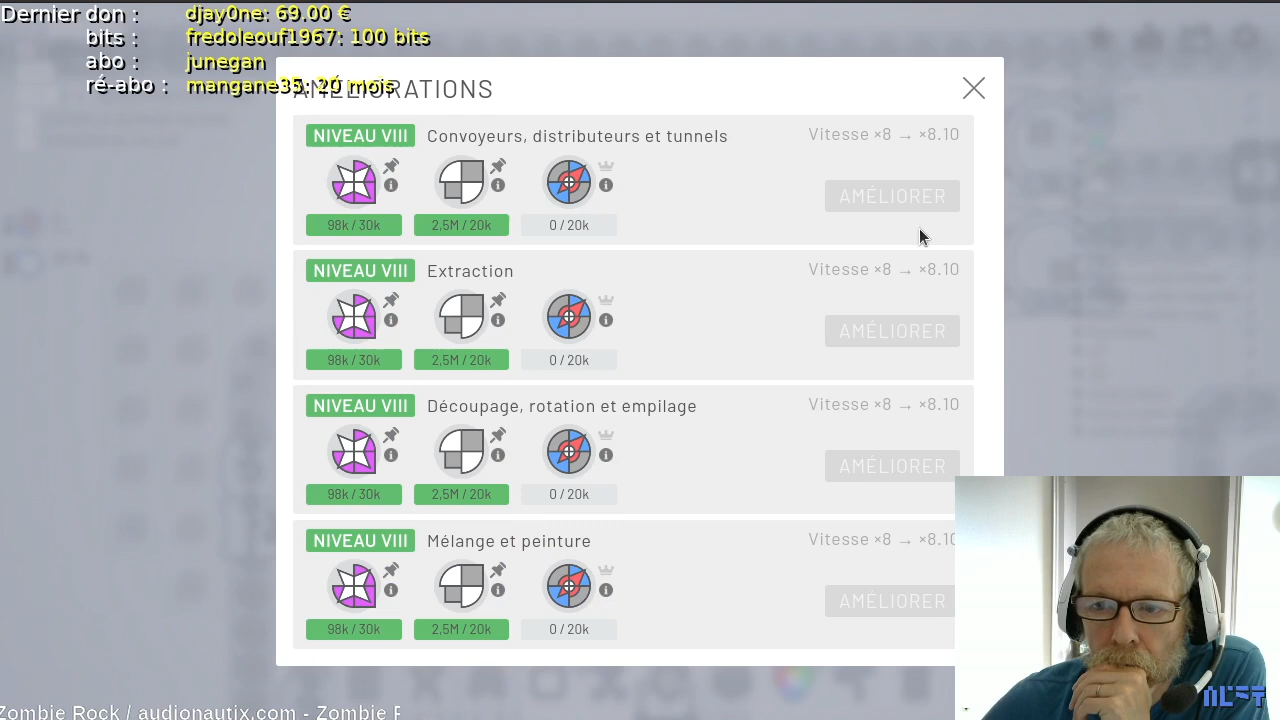 Dernier don : djay0ne: 69.00 €
bits : fredoleouf1967: 100 bits
abo : junegan
ré-abo : mangane35: 20 mois
AMÉLIORATIONS
NIVEAU VIII Convoyeurs, distributeurs et tunnels Vitesse ×8 → ×8.10
98k / 30k 2,5M / 20k 0 / 20k
AMÉLIORER
NIVEAU VIII Extraction Vitesse ×8 → ×8.10
98k / 30k 2,5M / 20k 0 / 20k
AMÉLIORER
NIVEAU VIII Découpage, rotation et empilage Vitesse ×8 → ×8.10
98k / 30k 2,5M / 20k 0 / 20k
AMÉLIORER
NIVEAU VIII Mélange et peinture Vitesse ×8 → ×8.10
98k / 30k 2,5M / 20k 0 / 20k
AMÉLIORER
Zombie Rock / audionautix.com - Zombie